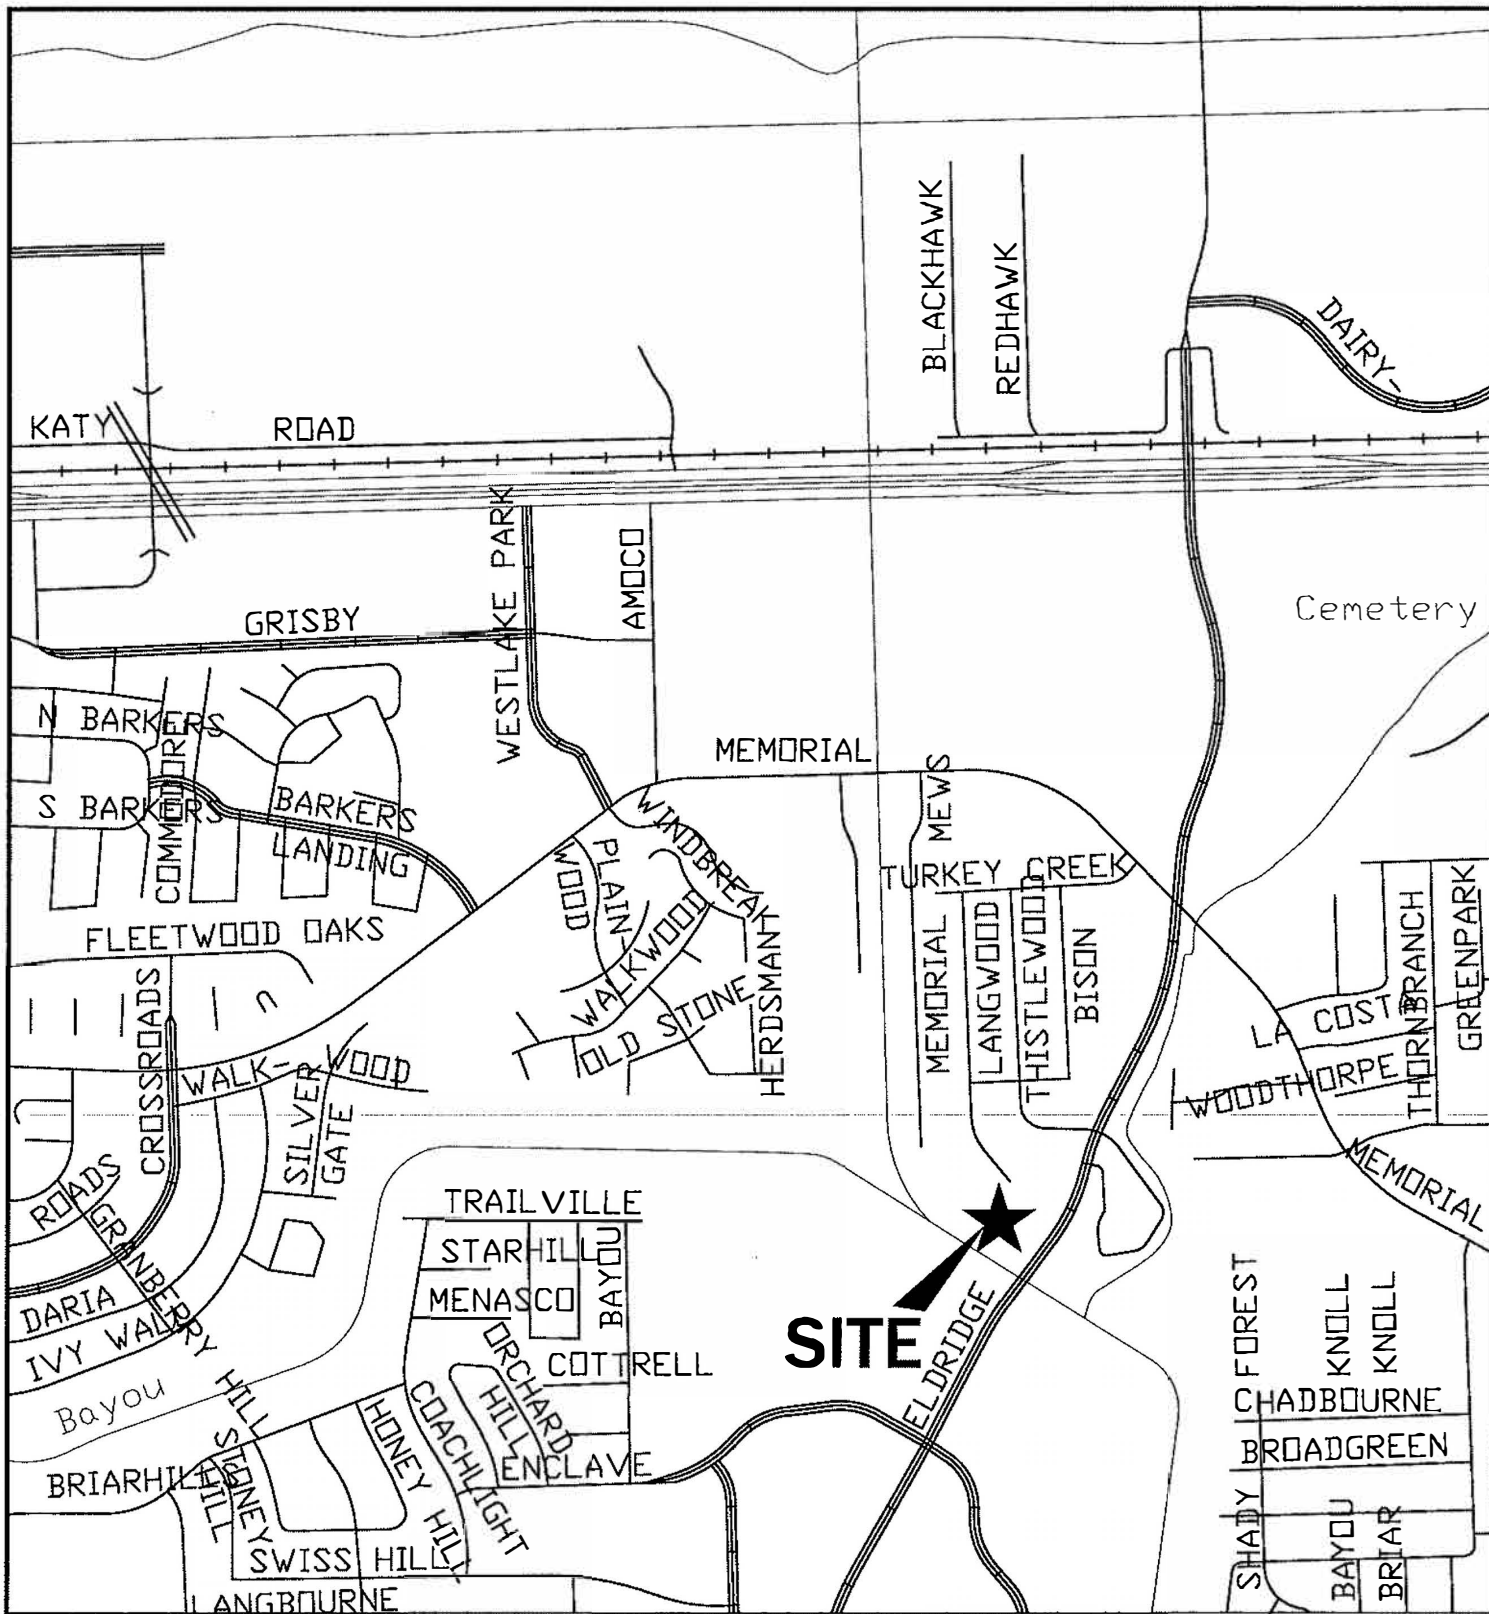 BLACKHAWK
REDHAWK
DAIRY-
KATY ROAD
WESTLAKE PARK
AMOCO
GRISBY
Cemetery
N BARKERS
COMMODORE
S BARKERS
BARKERS
LANDING
MEMORIAL
MEWS
WINDBREAK
PLAIN-
WOOD
TURKEY CREEK
WALKWOOD
OLD STONE
HERDSMANT
FLEETWOOD OAKS
CROSSROADS
WALK-WOOD
SILVER
GATE
MEMORIAL
LANGWOOD
THISTLEWOOD
BISON
LA COSTA
THORNBRANCH
GREENPARK
WOODTHORPE
MEMORIAL
ROADS
GRANBERRY HILL
DARIA
IVY WALK
Bayou
TRAILVILLE
STARHILL
MENASCO
BAYOU
ORCHARD
HILL
COTTRELL
ENCLAVE
COACHLIGHT
HONEY HILL
STONEY
HILL
BRIARHILLS
SWISS HILL
LANGBOURNE
SITE
ELDRIDGE
SHADY FOREST
BAYOU KNOLL
BRIAR KNOLL
CHADBOURNE
BROADGREEN